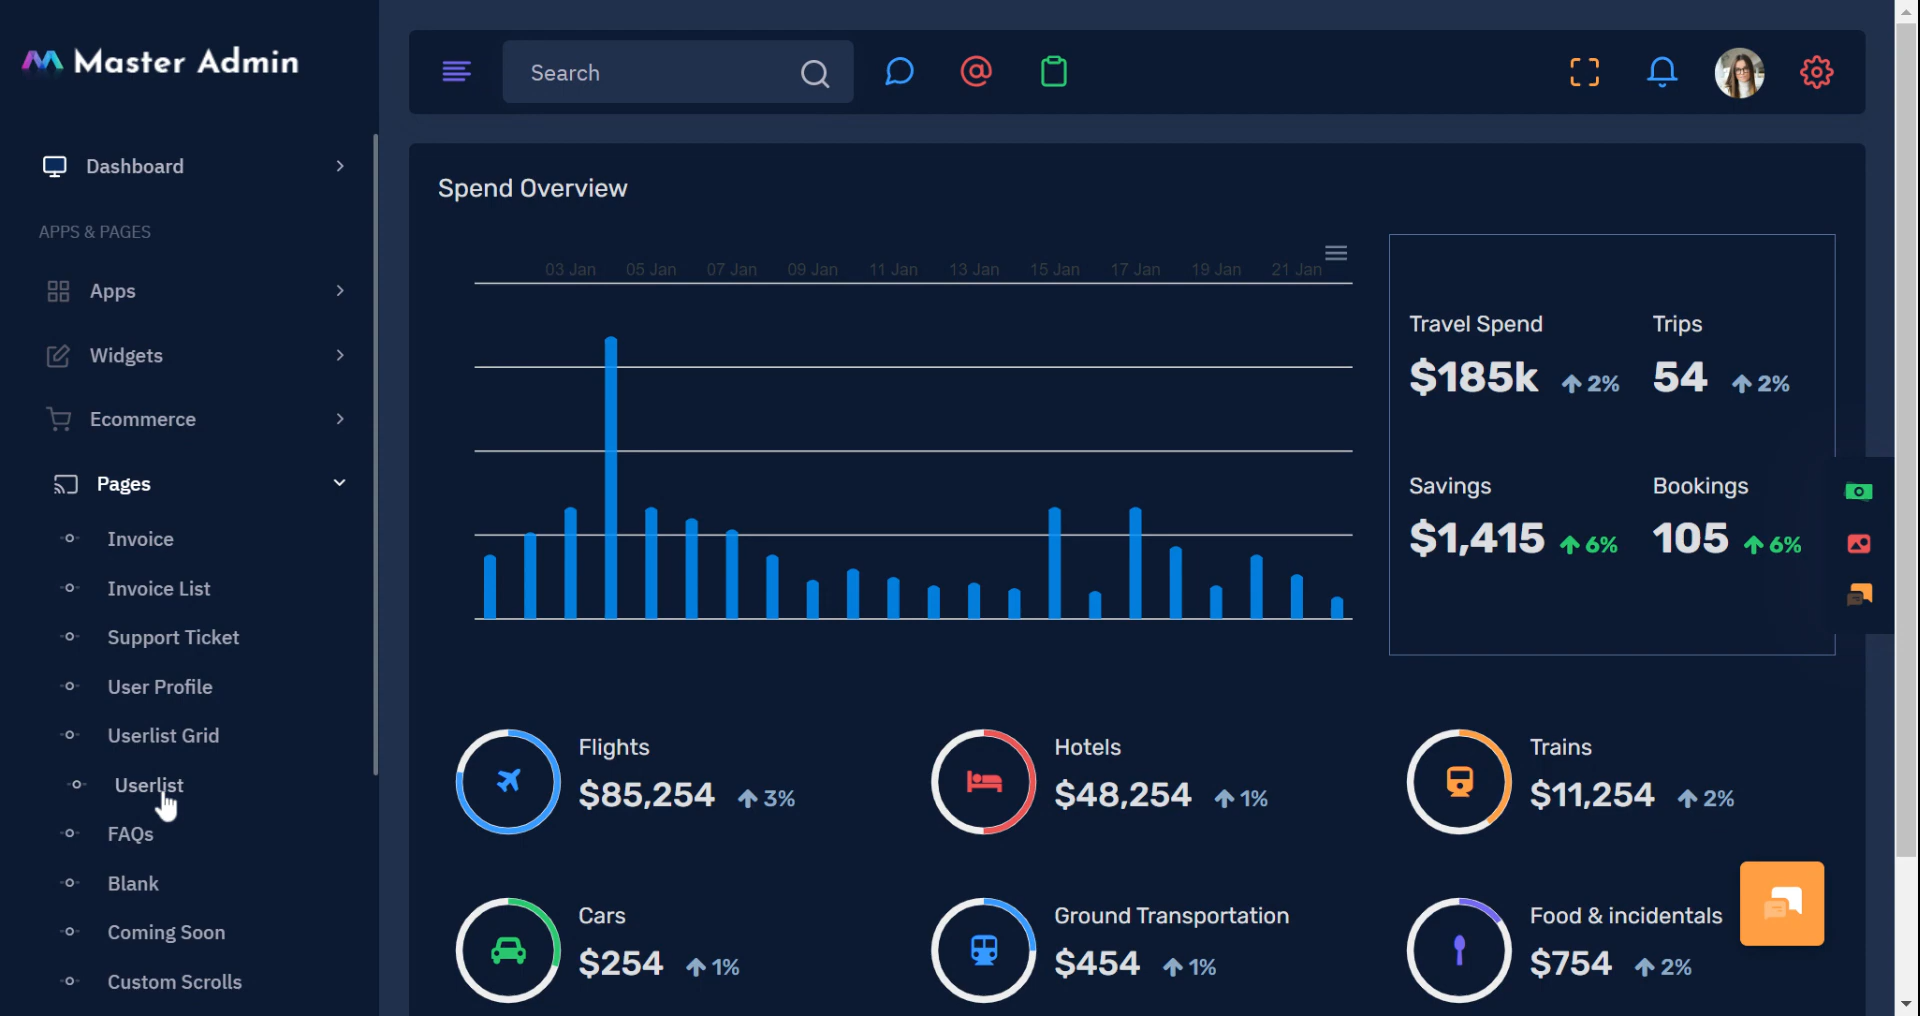 Master Admin
Search
Dashboard
APPS & PAGES
Apps
Widgets
Ecommerce
Pages
Invoice
Invoice List
Support Ticket
User Profile
Userlist Grid
Userlist
FAQs
Blank
Coming Soon
Custom Scrolls
Spend Overview
03 Jan 05 Jan 07 Jan 09 Jan 11 Jan 13 Jan 15 Jan 17 Jan 19 Jan 21 Jan
Travel Spend Trips
$185k 2% 54 2%
Savings Bookings
$1,415 6% 105 6%
Flights Hotels Trains
$85,254 3% $48,254 1% $11,254 2%
Cars Ground Transportation Food & incidentals
$254 1% $454 1% $754 2%